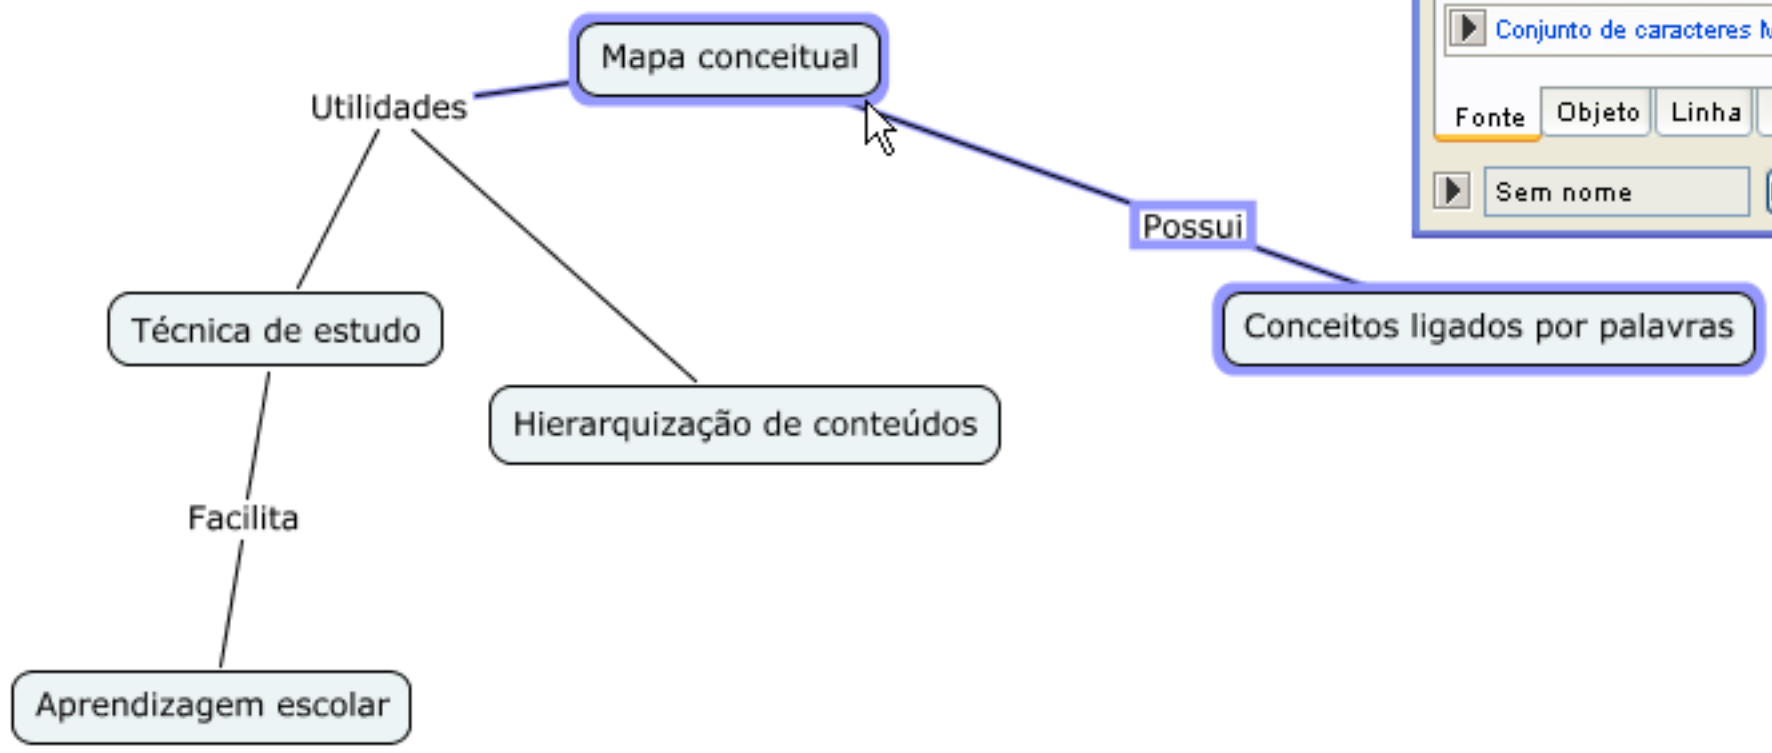 Mapa conceitual
Utilidades
Possui
Técnica de estudo
Conceitos ligados por palavras
Hierarquização de conteúdos
Facilita
Aprendizagem escolar
Conjunto de caracteres
Fonte
Objeto
Linha
Sem nome